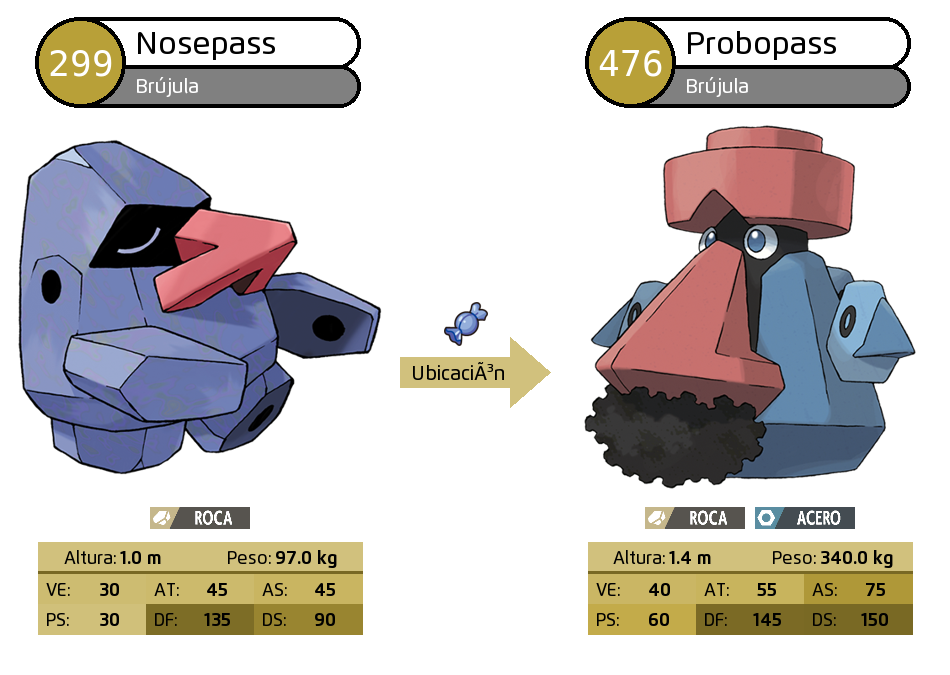 299 Nosepass
Brújula
476 Probopass
Brújula
UbicaciÃ³n
ROCA
Altura: 1.0 m Peso: 97.0 kg
VE: 30 AT: 45 AS: 45
PS: 30 DF: 135 DS: 90
ROCA ACERO
Altura: 1.4 m Peso: 340.0 kg
VE: 40 AT: 55 AS: 75
PS: 60 DF: 145 DS: 150